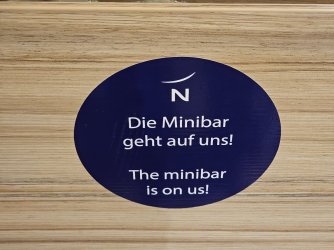 N
Die Minibar
geht auf uns!
The minibar
is on us!